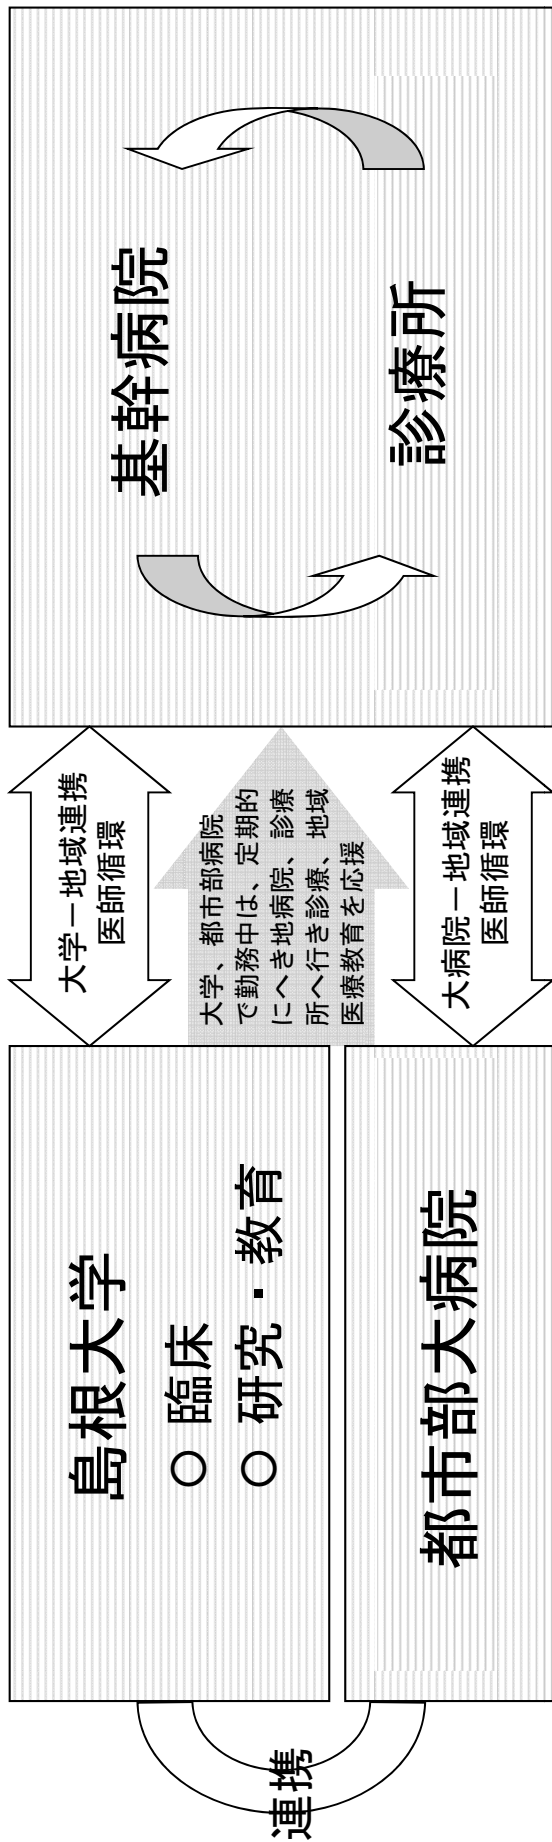 島根大学
○ 臨床
○ 研究・教育
都市部大病院
連携
大学－地域連携
医師循環
大学、都市部病院
で勤務中は、定期的
にへき地病院、診療
所へ行き診療、地域
医療教育を応援
大病院－地域連携
医師循環
基幹病院
診療所